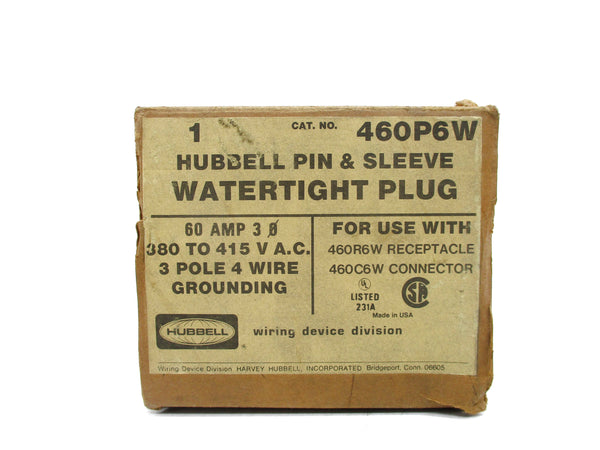 1 CAT. NO. 460P6W
HUBBELL PIN & SLEEVE
WATERTIGHT PLUG
60 AMP 3 Ø
380 TO 415 V A.C.
3 POLE 4 WIRE
GROUNDING
FOR USE WITH
460R6W RECEPTACLE
460C6W CONNECTOR
UL
LISTED
231A
SA
Made in USA
HUBBELL
wiring device division
Wiring Device Division HARVEY HUBBELL, INCORPORATED Bridgeport, Conn. 06605